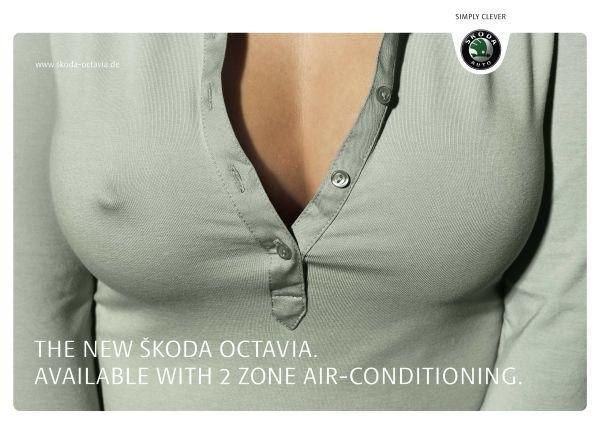 SIMPLY CLEVER
ŠKODA
AUTO
www.skoda-octavia.de
THE NEW ŠKODA OCTAVIA.
AVAILABLE WITH 2 ZONE AIR-CONDITIONING.